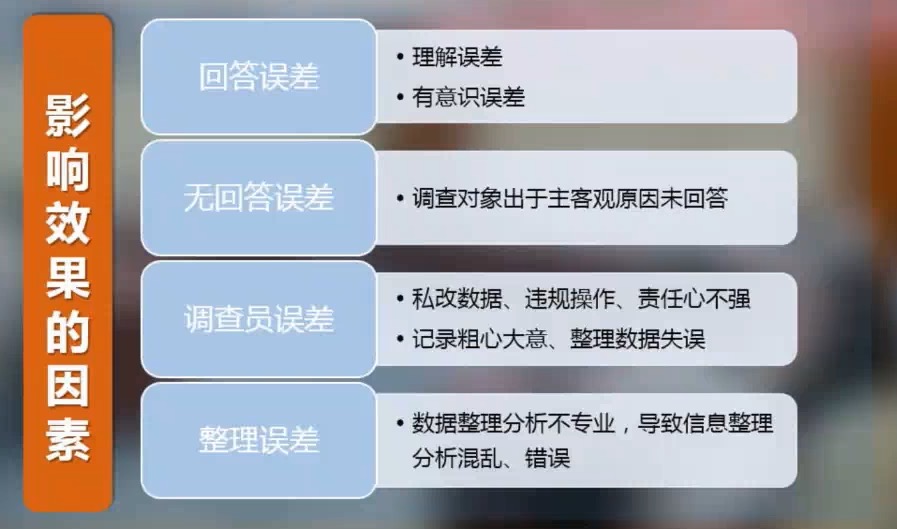 影响效果的因素
回答误差
• 理解误差
• 有意识误差
无回答误差
• 调查对象出于主客观原因未回答
调查员误差
• 私改数据、违规操作、责任心不强
• 记录粗心大意、整理数据失误
整理误差
• 数据整理分析不专业，导致信息整理
分析混乱、错误